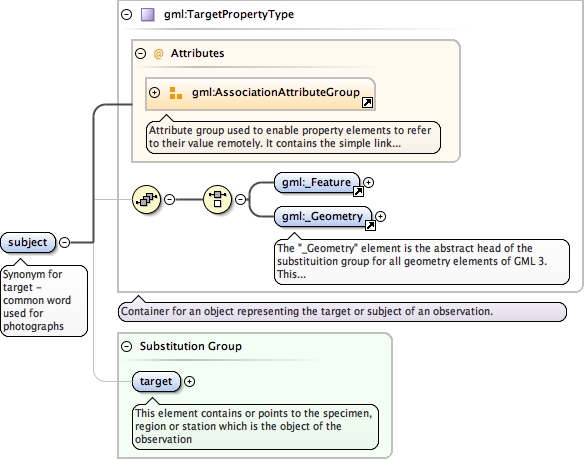 gml:TargetPropertyType
@ Attributes
gml:AssociationAttributeGroup
Attribute group used to enable property elements to refer
to their value remotely. It contains the simple link...
gml:_Feature
gml:_Geometry
The "_Geometry" element is the abstract head of the
substituition group for all geometry elements of GML 3.
This...
subject
Synonym for
target -
common word
used for
photographs
Container for an object representing the target or subject of an observation.
Substitution Group
target
This element contains or points to the specimen,
region or station which is the object of the
observation